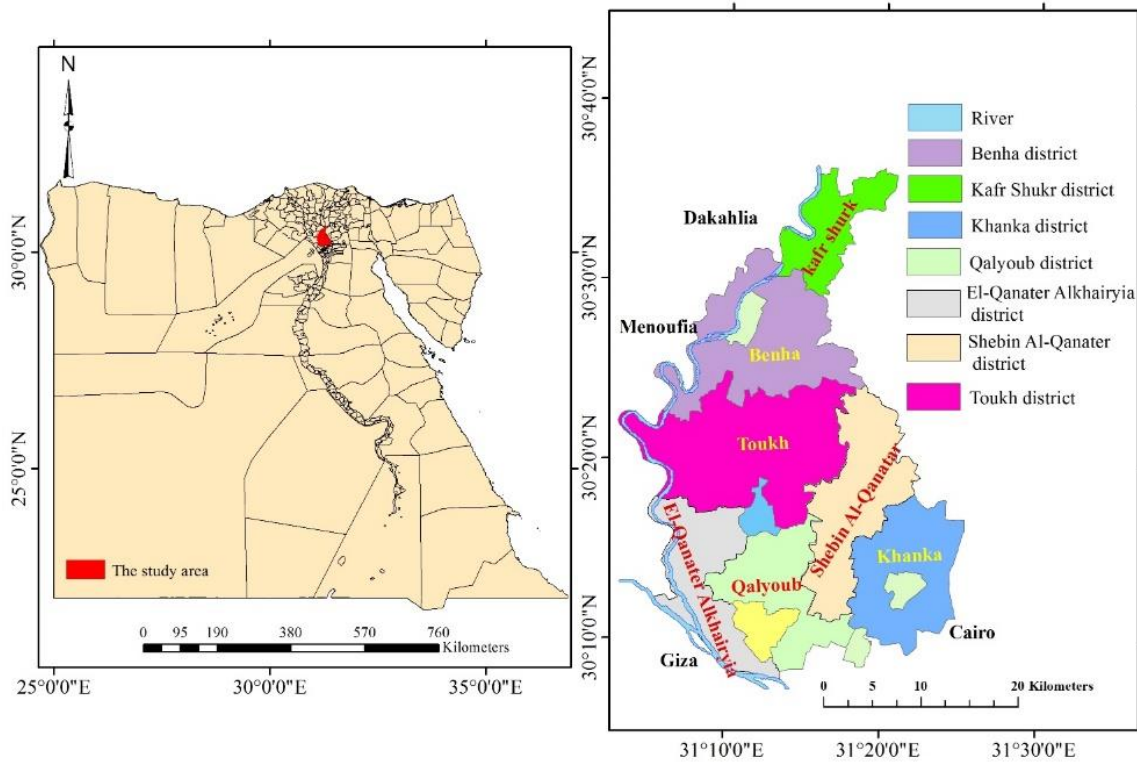 N
30°0'0"N
25°0'0"N
The study area
0 95 190 380 570 760
Kilometers
25°0'0"E 30°0'0"E 35°0'0"E
30°40'0"N
30°30'0"N
30°20'0"N
30°10'0"N
River
Benha district
Kafr Shukr district
Khanka district
Qalyoub district
El-Qanater Alkhairyia
district
Shebin Al-Qanater
district
Toukh district
Dakahlia
kafr shurk
Menoufia
Benha
Toukh
Shebin Al-Qanatar
El-Qanater Alkhairyia
Khanka
Qalyoub
Giza
Cairo
0 5 10 20 Kilometers
31°10'0"E 31°20'0"E 31°30'0"E